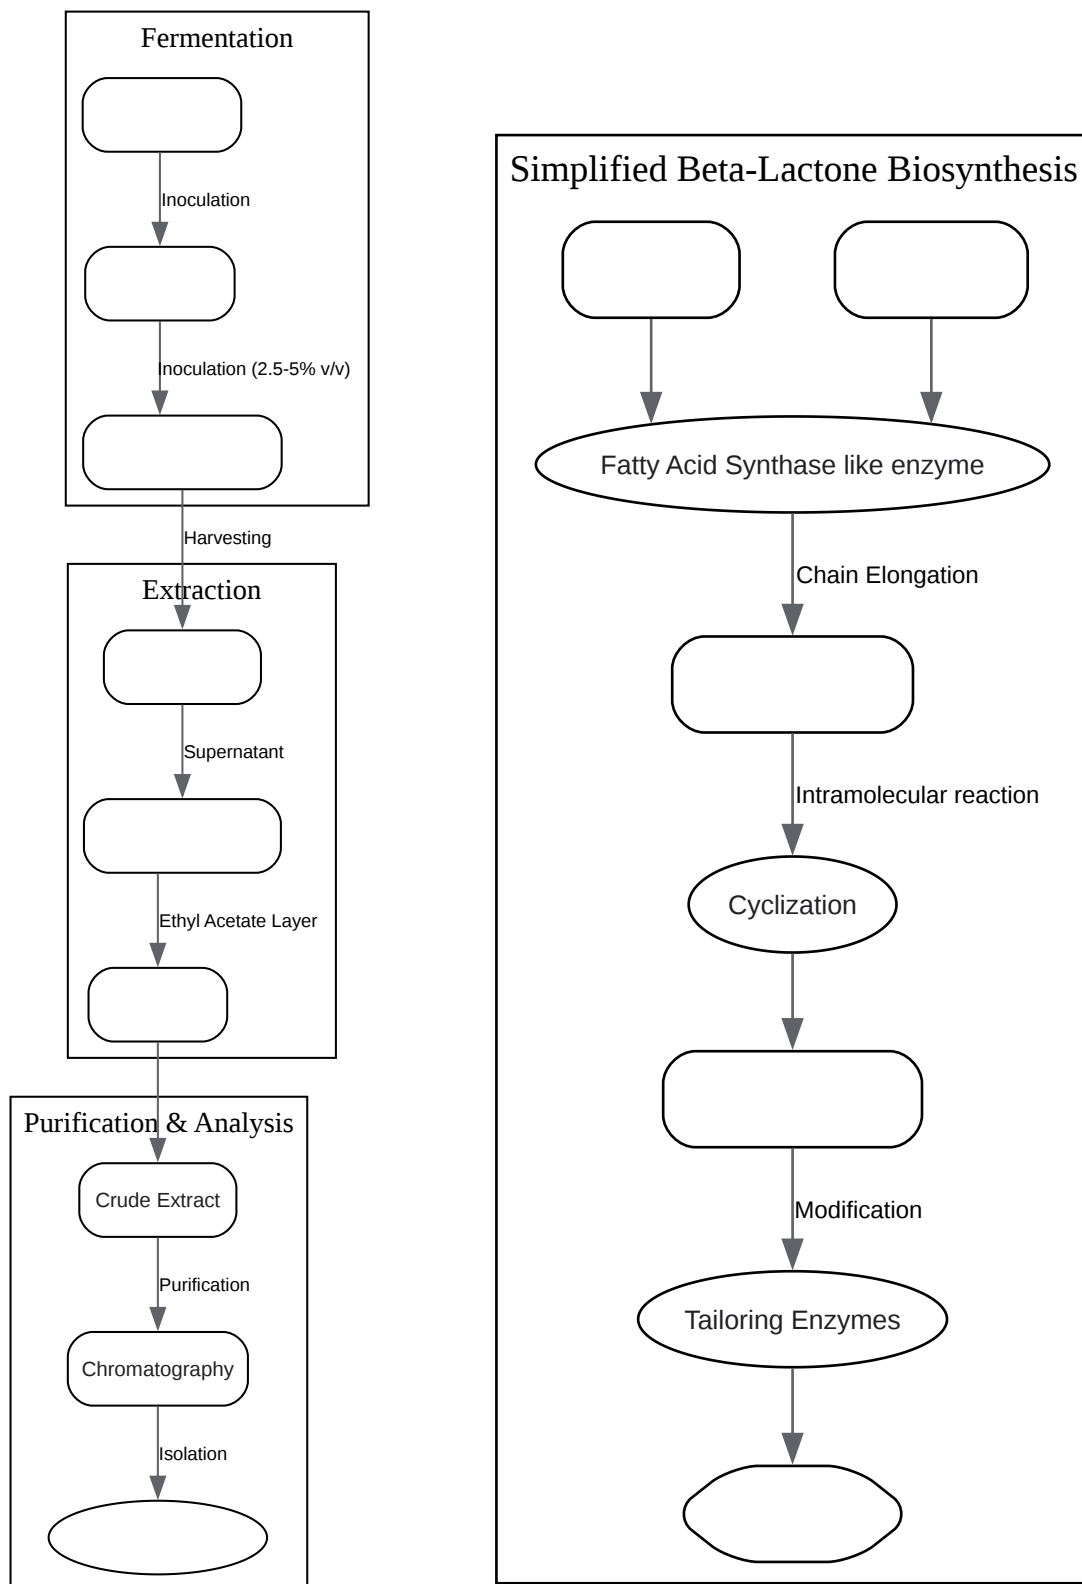 Fermentation
Inoculation
Inoculation (2.5-5% v/v)
Harvesting
Extraction
Supernatant
Ethyl Acetate Layer
Purification & Analysis
Crude Extract
Purification
Chromatography
Isolation
Simplified Beta-Lactone Biosynthesis
Fatty Acid Synthase like enzyme
Chain Elongation
Intramolecular reaction
Cyclization
Modification
Tailoring Enzymes